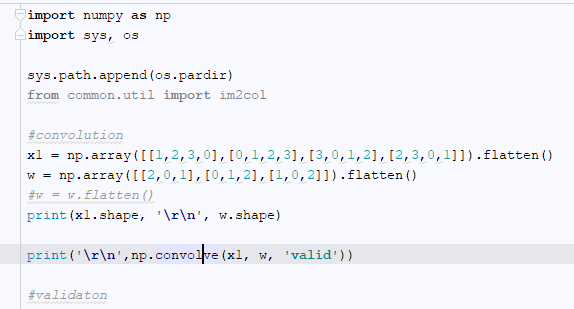 import numpy as np
import sys, os
sys.path.append(os.pardir)
from common.util import im2col
#convolution
x1 = np.array([[1,2,3,0],[0,1,2,3],[3,0,1,2],[2,3,0,1]]).flatten()
w = np.array([[2,0,1],[0,1,2],[1,0,2]]).flatten()
#w = w.flatten()
print(x1.shape, '\r\n', w.shape)
print('\r\n',np.convolve(x1, w, 'valid'))
#validaton